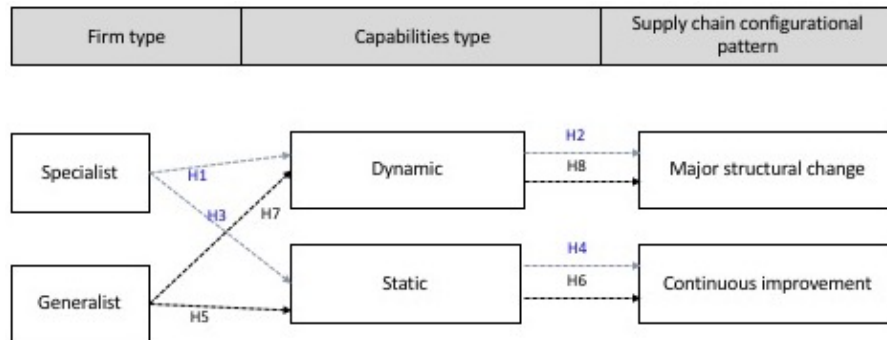 Firm type
Capabilities type
Supply chain configurational
pattern
Specialist
H1
Dynamic
H2
H8
Major structural change
H3
H7
Generalist
H5
Static
H4
H6
Continuous improvement